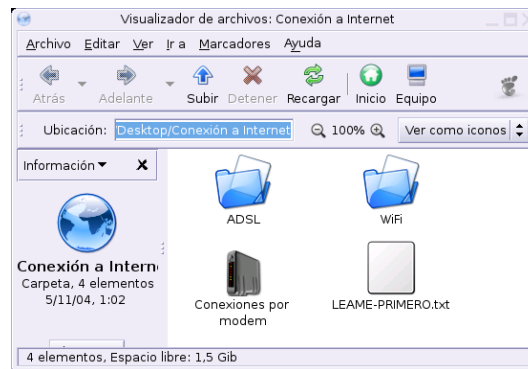 Visualizador de archivos: Conexión a Internet
Archivo Editar Ver Ir a Marcadores Ayuda
Atrás Adelante Subir Detener Recargar Inicio Equipo
Ubicación: Desktop/Conexión a Internet 100% Ver como iconos
Información
Conexión a Intern
Carpeta, 4 elementos
5/11/04, 1:02
ADSL WiFi
Conexiones por modem
LEAME-PRIMERO.txt
4 elementos, Espacio libre: 1,5 Gib